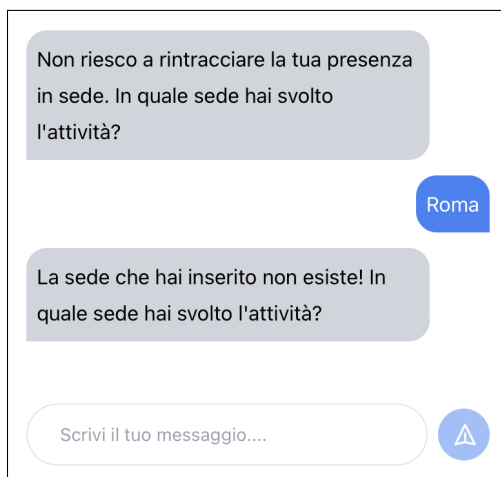 Non riesco a rintracciare la tua presenza
in sede. In quale sede hai svolto
l'attività?
Roma
La sede che hai inserito non esiste! In
quale sede hai svolto l'attività?
Scrivi il tuo messaggio....